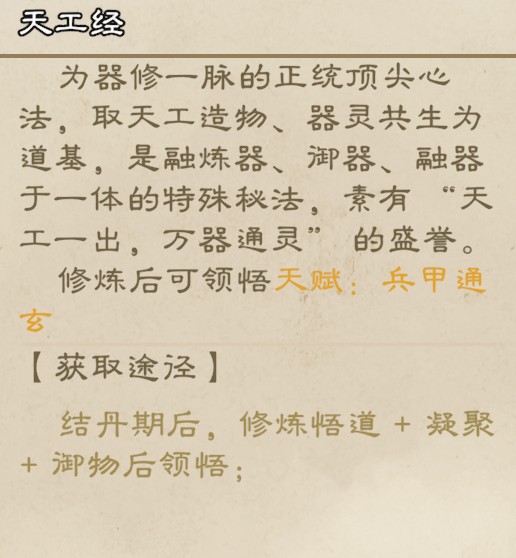 天工经
为器修一脉的正统顶尖心
法，取天工造物、器灵共生为
道基，是融炼器、御器、融器
于一体的特殊秘法，素有“天
工一出，万器通灵”的盛誉。
修炼后可领悟天赋：兵甲通
玄
【获取途径】
结丹期后，修炼悟道+凝聚
+御物后领悟；